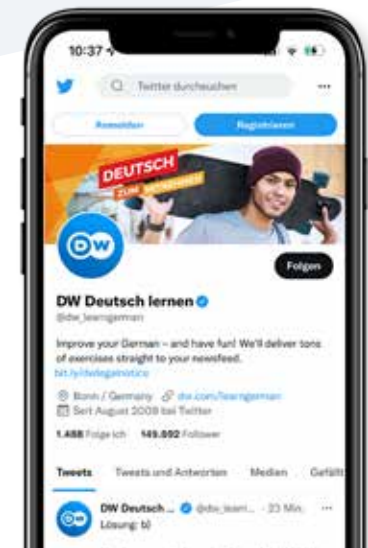 10:37
Twitter durchsuchen
Anmelden
Registrieren
DEUTSCH
ZUM MITNEHMEN
DW
Folgen
DW Deutsch lernen
@dw_learngerman
Improve your German – and have fun! We'll deliver tons
of exercises straight to your newsfeed.
bit.ly/dwlegalnotice
Bonn / Germany dw.com/learngerman
Seit August 2009 bei Twitter
1.488 Folge ich 149.692 Follower
Tweets Tweets und Antworten Medien Gefällt
DW
DW Deutsch ... @dw_learn... · 23 Min.
Lösung: b)